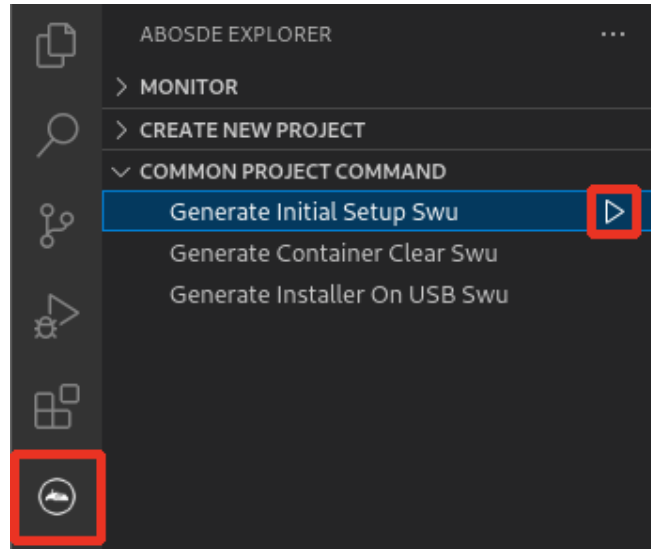 ABOSDE EXPLORER
MONITOR
CREATE NEW PROJECT
COMMON PROJECT COMMAND
Generate Initial Setup Swu
Generate Container Clear Swu
Generate Installer On USB Swu